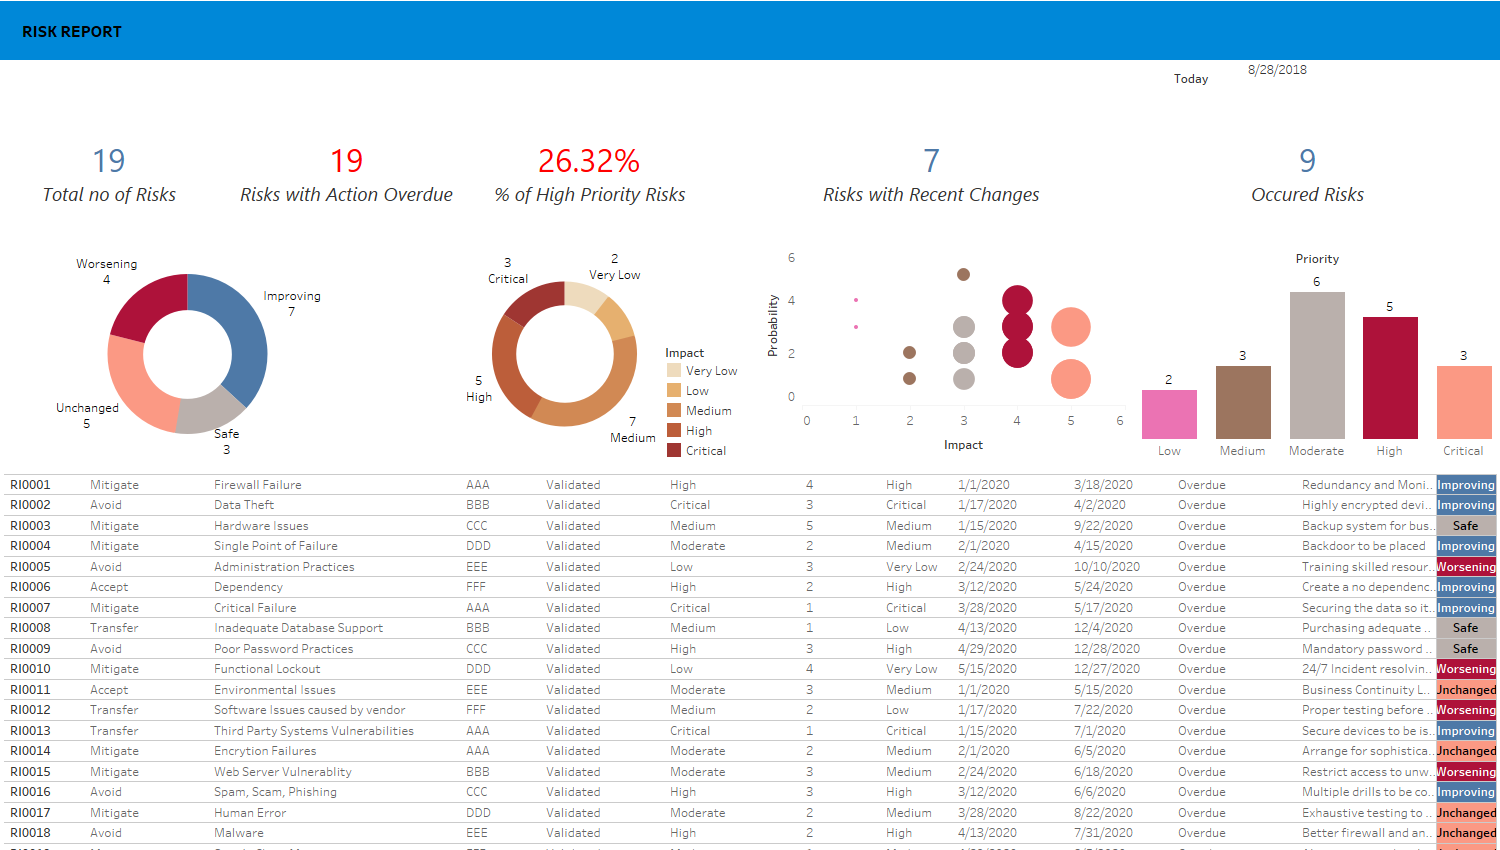 RISK REPORT
Today 8/28/2018
19 19 26.32% 7 9
Total no of Risks Risks with Action Overdue % of High Priority Risks Risks with Recent Changes Occured Risks
Worsening
4
Improving
7
Unchanged
5
Safe
3
3
Critical
2
Very Low
5
High
7
Medium
Impact
Very Low
Low
Medium
High
Critical
Probability
6
4
2
0
0 1 2 3 4 5 6
Impact
Priority
2 3 6 5 3
Low Medium Moderate High Critical
RI0001 Mitigate Firewall Failure AAA Validated High 4 High 1/1/2020 3/18/2020 Overdue Redundancy and Moni.. Improving
RI0002 Avoid Data Theft BBB Validated Critical 3 Critical 1/17/2020 4/2/2020 Overdue Highly encrypted devi.. Improving
RI0003 Mitigate Hardware Issues CCC Validated Medium 5 Medium 1/15/2020 9/22/2020 Overdue Backup system for bus.. Safe
RI0004 Mitigate Single Point of Failure DDD Validated Moderate 2 Medium 2/1/2020 4/15/2020 Overdue Backdoor to be placed Improving
RI0005 Avoid Administration Practices EEE Validated Low 3 Very Low 2/24/2020 10/10/2020 Overdue Training skilled resour.. Worsening
RI0006 Accept Dependency FFF Validated High 2 High 3/12/2020 5/24/2020 Overdue Create a no dependenc.. Improving
RI0007 Mitigate Critical Failure AAA Validated Critical 1 Critical 3/28/2020 5/17/2020 Overdue Securing the data so it.. Improving
RI0008 Transfer Inadequate Database Support BBB Validated Medium 1 Low 4/13/2020 12/4/2020 Overdue Purchasing adequate .. Safe
RI0009 Avoid Poor Password Practices CCC Validated High 3 High 4/29/2020 12/28/2020 Overdue Mandatory password .. Safe
RI0010 Mitigate Functional Lockout DDD Validated Low 4 Very Low 5/15/2020 12/27/2020 Overdue 24/7 Incident resolvin.. Worsening
RI0011 Accept Environmental Issues EEE Validated Moderate 3 Medium 1/1/2020 5/15/2020 Overdue Business Continuity L.. Unchanged
RI0012 Transfer Software Issues caused by vendor FFF Validated Medium 2 Low 1/17/2020 7/22/2020 Overdue Proper testing before .. Worsening
RI0013 Transfer Third Party Systems Vulnerabilities AAA Validated Critical 1 Critical 1/15/2020 7/1/2020 Overdue Secure devices to be is.. Improving
RI0014 Mitigate Encrytion Failures AAA Validated Moderate 2 Medium 2/1/2020 6/5/2020 Overdue Arrange for sophistica.. Unchanged
RI0015 Mitigate Web Server Vulnerablity BBB Validated Moderate 3 Medium 2/24/2020 6/18/2020 Overdue Restrict access to unw.. Worsening
RI0016 Avoid Spam, Scam, Phishing CCC Validated High 3 High 3/12/2020 6/6/2020 Overdue Multiple drills to be co.. Improving
RI0017 Mitigate Human Error DDD Validated Moderate 2 Medium 3/28/2020 8/22/2020 Overdue Exhaustive testing to .. Unchanged
RI0018 Avoid Malware EEE Validated High 2 High 4/13/2020 7/31/2020 Overdue Better firewall and an.. Unchanged